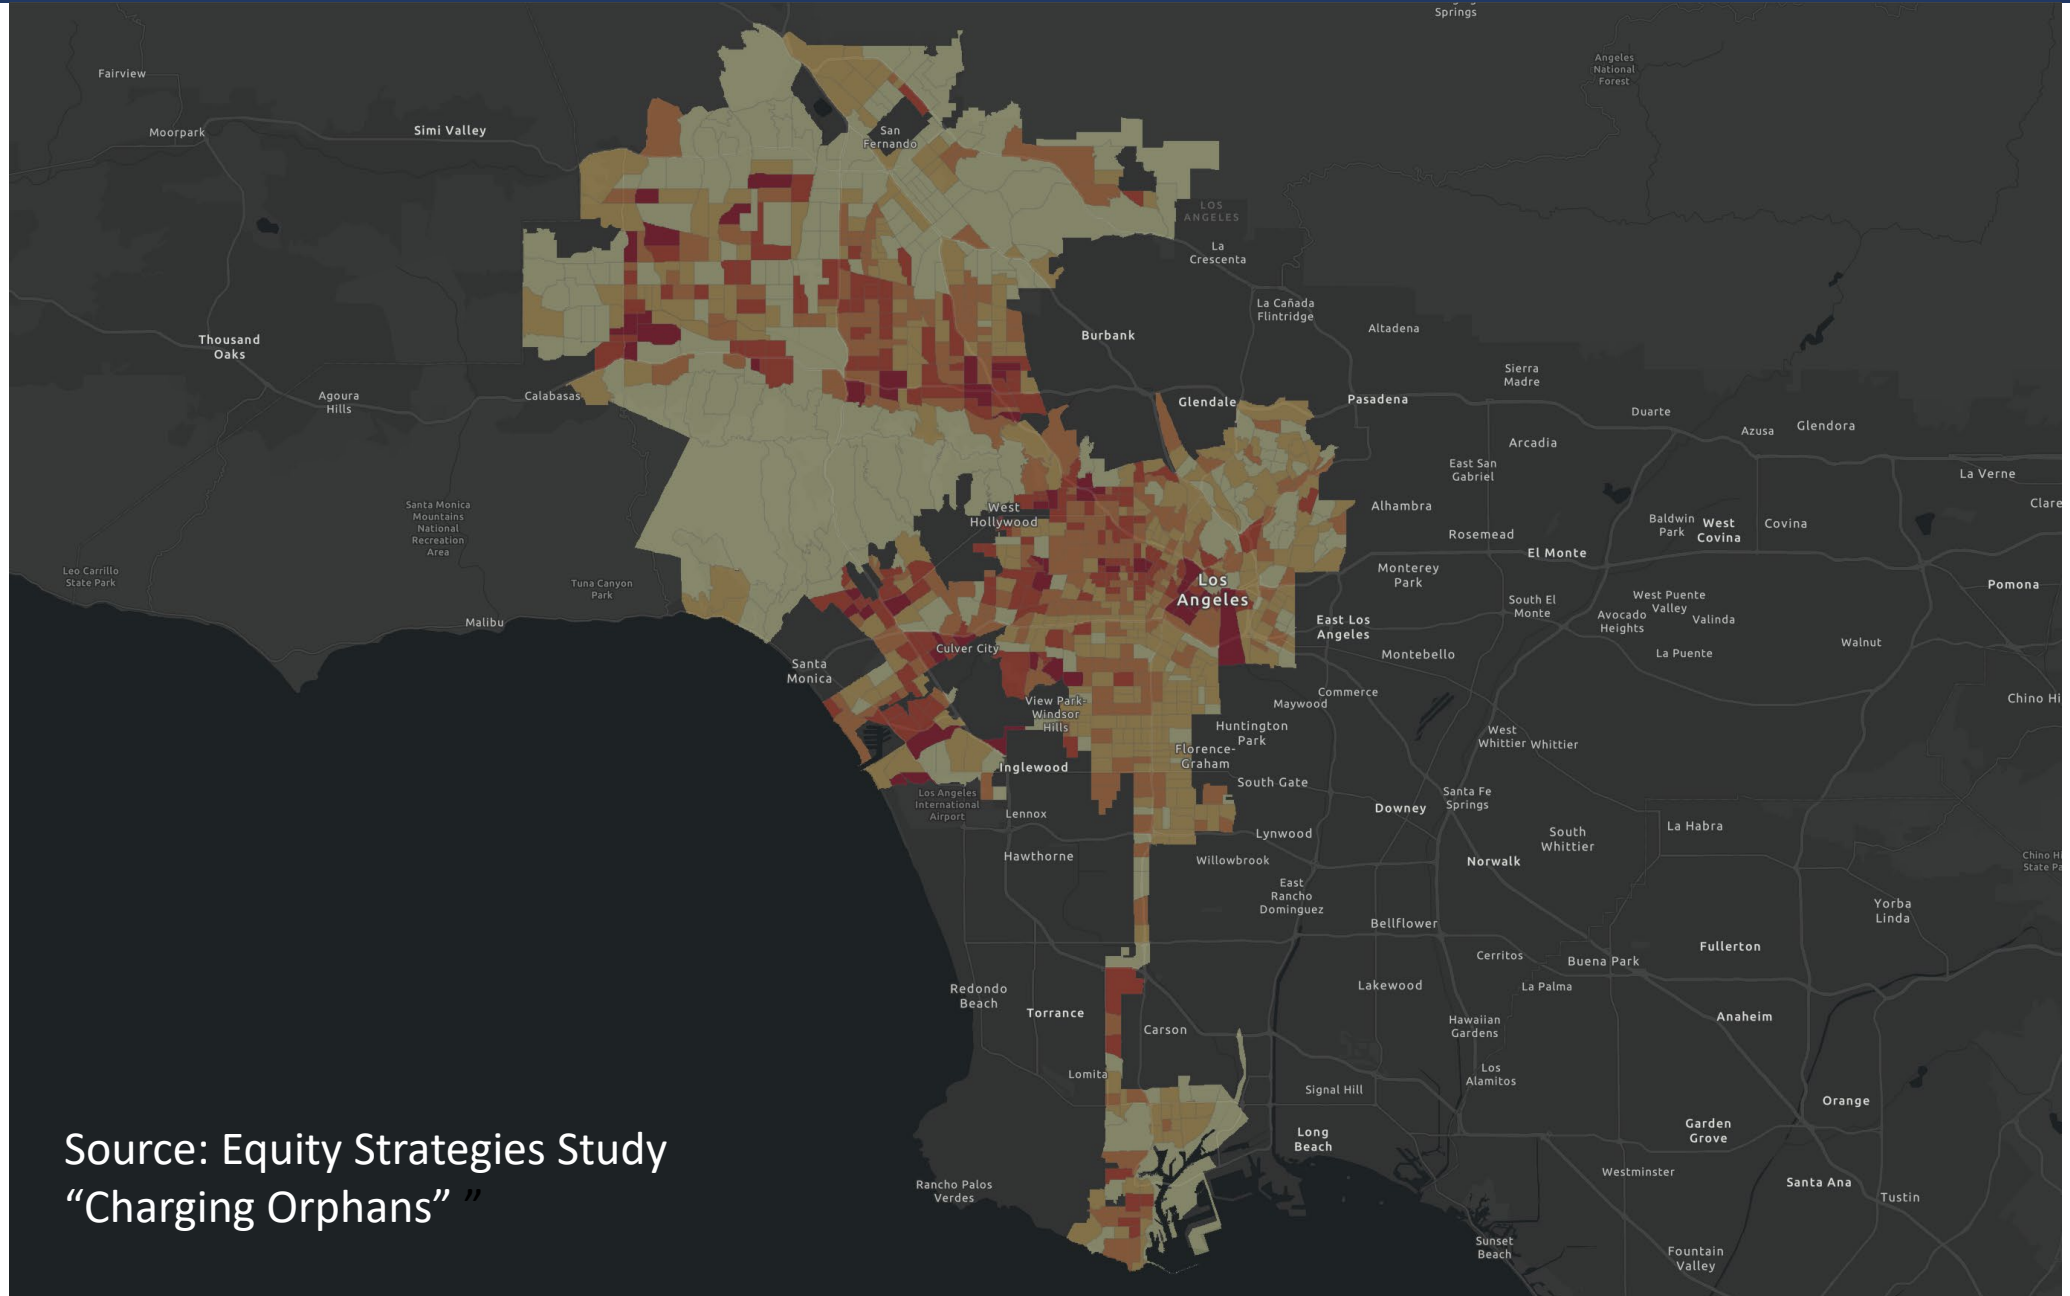 Springs
Angeles
National
Forest
Fairview
Moorpark
Simi Valley
San
Fernando
LOS
ANGELES
La
Crescenta
La Cañada
Flintridge
Altadena
Burbank
Thousand
Oaks
Sierra
Madre
Agoura
Hills
Calabasas
Glendale
Pasadena
Duarte
Azusa
Glendora
Arcadia
East San
Gabriel
La Verne
Clare
Santa Monica
Mountains
National
Recreation
Area
West
Hollywood
Alhambra
Rosemead
Baldwin
Park
West
Covina
Covina
El Monte
Leo Carrillo
State Park
Tuna Canyon
Park
Monterey
Park
Los
Angeles
Pomona
South El
Monte
West Puente
Valley
Avocado
Heights
Valinda
Malibu
East Los
Angeles
Walnut
Culver City
Montebello
La Puente
Santa
Monica
Commerce
Maywood
Chino Hi
View Park-
Windsor
Hills
Huntington
Park
West
Whittier
Whittier
Florence-
Graham
Inglewood
South Gate
Los Angeles
International
Airport
Santa Fe
Springs
Downey
Lennox
Lynwood
South
Whittier
La Habra
Hawthorne
Willowbrook
Norwalk
Chino Hi
State Pa
East
Rancho
Dominguez
Bellflower
Yorba
Linda
Fullerton
Cerritos
Buena Park
Redondo
Beach
Lakewood
La Palma
Torrance
Carson
Hawaiian
Gardens
Anaheim
Lomita
Los
Alamitos
Signal Hill
Orange
Long
Beach
Garden
Grove
Source: Equity Strategies Study
“Charging Orphans” ”
Rancho Palos
Verdes
Westminster
Santa Ana
Tustin
Sunset
Beach
Fountain
Valley